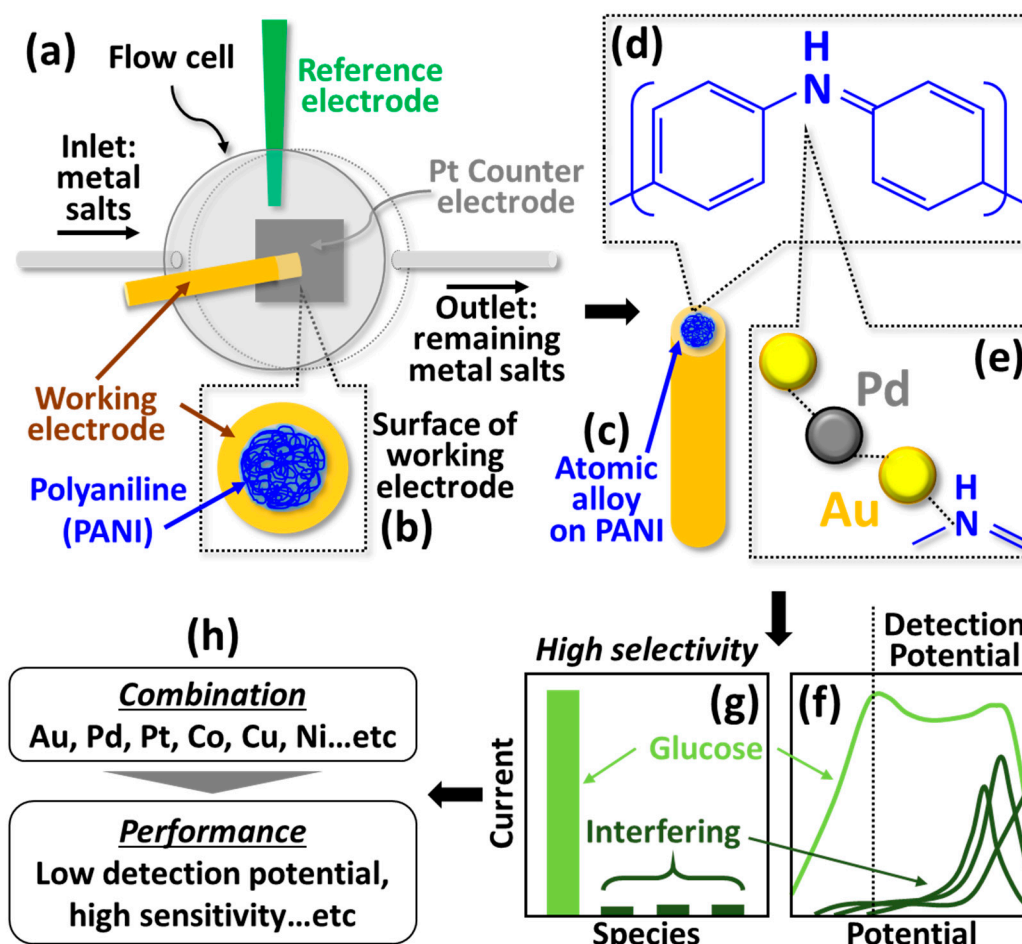 (a)
Flow cell
Reference
electrode
Inlet:
metal
salts
Pt Counter
electrode
Outlet:
remaining
metal salts
Working
electrode
Polyaniline
(PANI)
Surface of
working
electrode
(b)
(c)
Atomic
alloy
on PANI
(d)
H
N
(e)
Pd
Au
H
N
High selectivity
Detection
Potential
(g)
(f)
Glucose
Interfering
Current
Species
Potential
(h)
Combination
Au, Pd, Pt, Co, Cu, Ni...etc
Performance
Low detection potential,
high sensitivity...etc